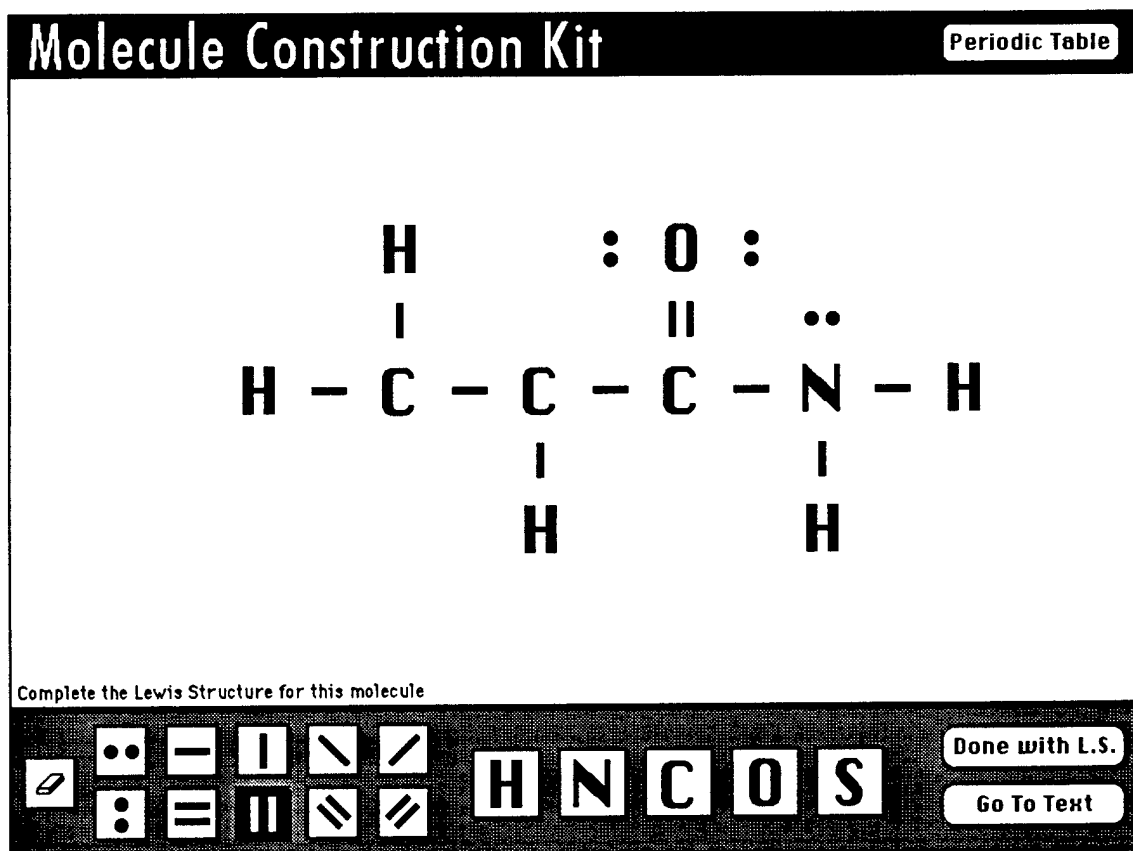 Molecule Construction Kit
Periodic Table
H : O :
H – C – C – C – N – H
H H
Complete the Lewis Structure for this molecule
H N C O S
Done with L.S.
Go To Text